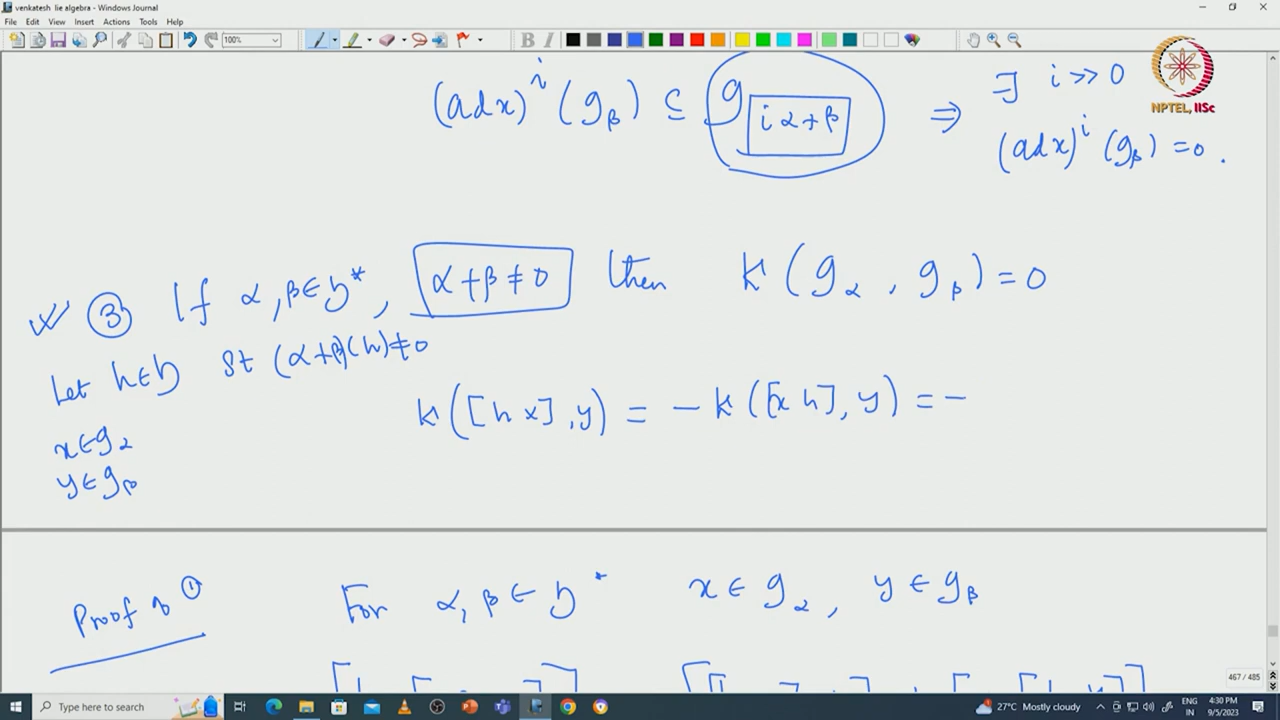 venkatesh lie algebra - Windows Journal
File Edit View Insert Actions Tools Help
100%
B I
NPTEL, IISc
(adx)^i (g_β) ⊆ g_{iα+β} ⇒ ∃ i >> 0
(adx)^i (g_β) = 0.
③ If α, β ∈ h*, α+β ≠ 0 then κ(g_α, g_β) = 0
Let h ∈ h st (α+β)(h) ≠ 0
κ([h x], y) = - κ([x h], y) = -
x ∈ g_α
y ∈ g_β
Proof of ① For α, β ∈ h* x ∈ g_α, y ∈ g_β
467 / 485
Type here to search
27°C Mostly cloudy
ENG
IN
4:30 PM
9/5/2023